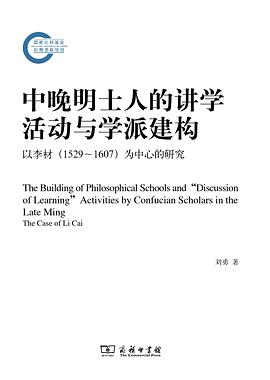 国家社科基金
后期资助项目
中晚明士人的讲学
活动与学派建构
以李材（1529～1607）为中心的研究
The Building of Philosophical Schools and “Discussion
of Learning” Activities by Confucian Scholars in the
Late Ming
The Case of Li Cai
刘勇 著
商务印书馆
The Commercial Press